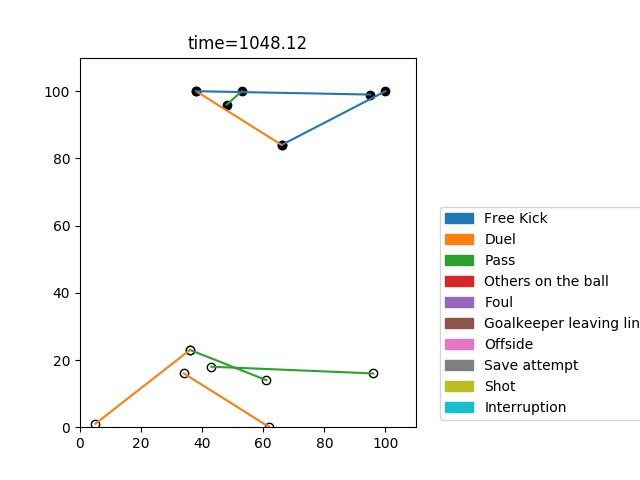 time=1048.12
100
80
60
40
20
0
0 20 40 60 80 100
Free Kick
Duel
Pass
Others on the ball
Foul
Goalkeeper leaving lin
Offside
Save attempt
Shot
Interruption